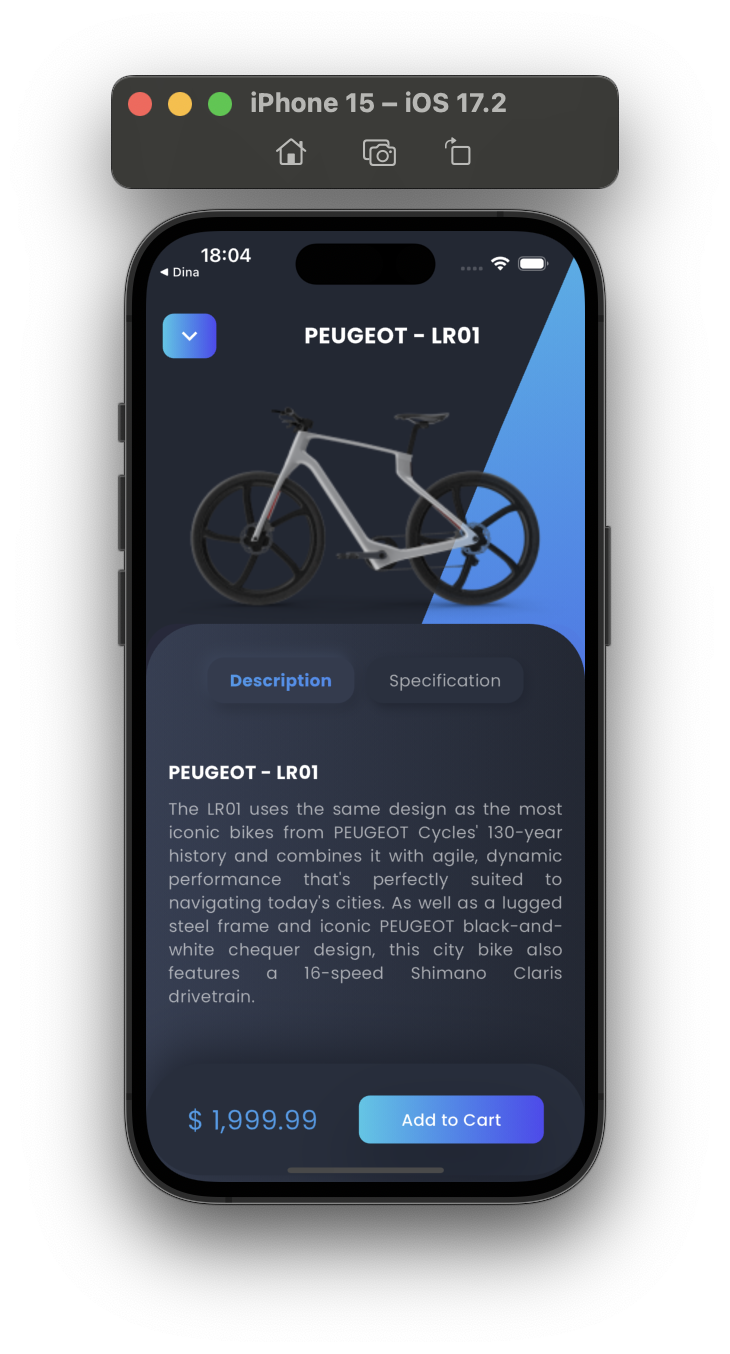 iPhone 15 – iOS 17.2
18:04
◀ Dina
PEUGEOT - LR01
Description
Specification
PEUGEOT - LR01
The LR01 uses the same design as the most
iconic bikes from PEUGEOT Cycles' 130-year
history and combines it with agile, dynamic
performance that's perfectly suited to
navigating today's cities. As well as a lugged
steel frame and iconic PEUGEOT black-and-
white chequer design, this city bike also
features a 16-speed Shimano Claris
drivetrain.
$ 1,999.99
Add to Cart